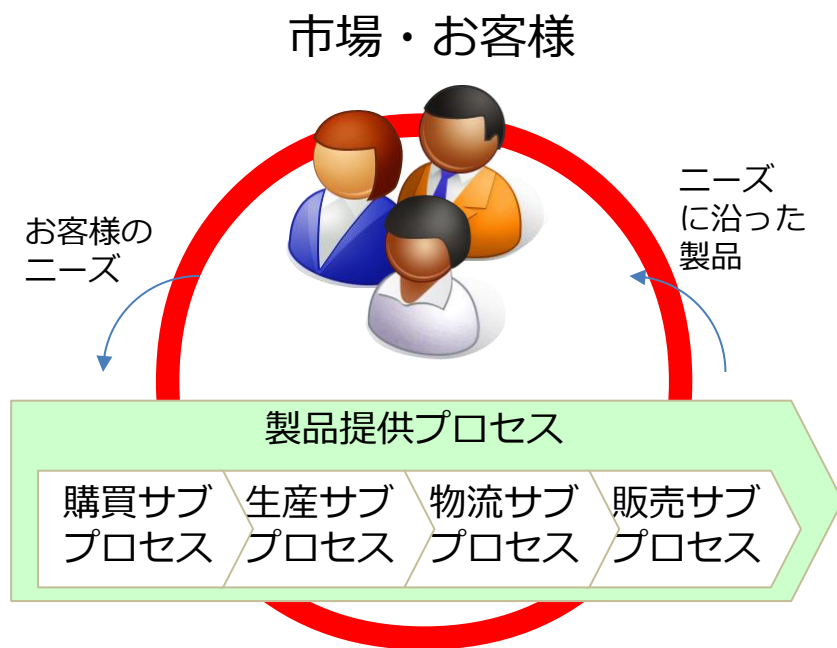 市場・お客様
お客様の
ニーズ
ニーズ
に沿った
製品
製品提供プロセス
購買サブ
プロセス
生産サブ
プロセス
物流サブ
プロセス
販売サブ
プロセス